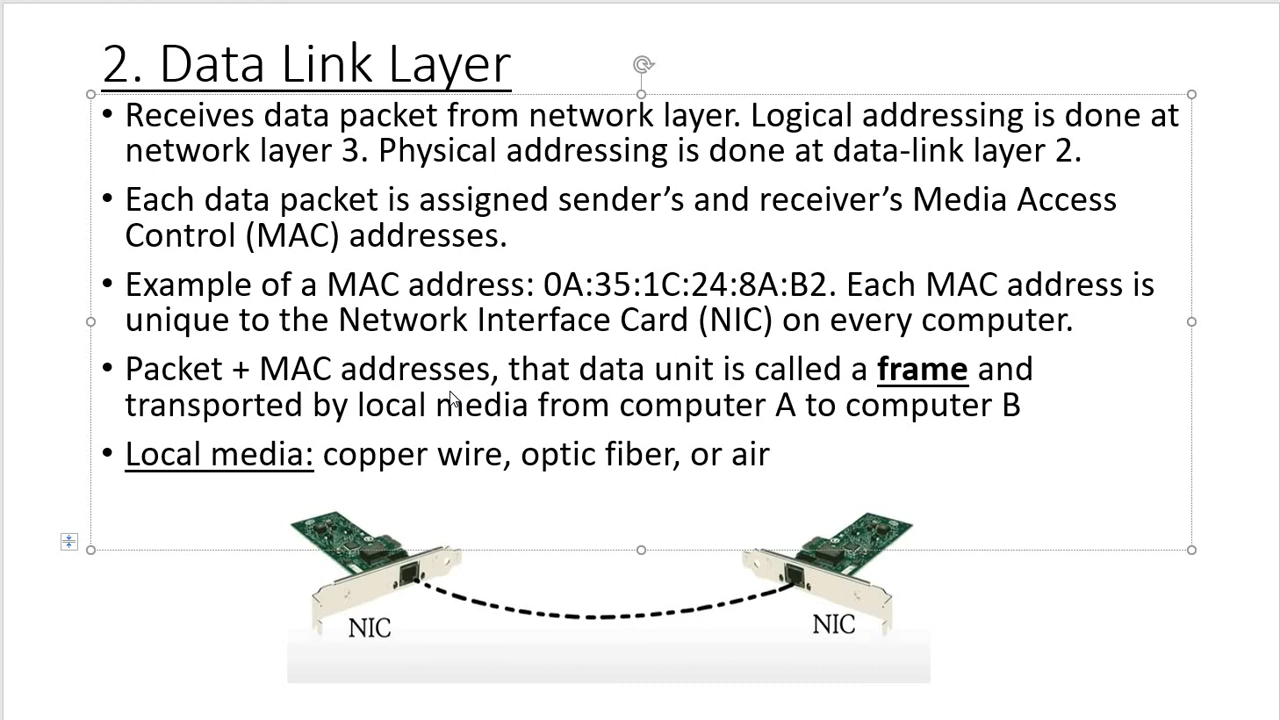 2. Data Link Layer
• Receives data packet from network layer. Logical addressing is done at
network layer 3. Physical addressing is done at data-link layer 2.
• Each data packet is assigned sender’s and receiver’s Media Access
Control (MAC) addresses.
• Example of a MAC address: 0A:35:1C:24:8A:B2. Each MAC address is
unique to the Network Interface Card (NIC) on every computer.
• Packet + MAC addresses, that data unit is called a frame and
transported by local media from computer A to computer B
• Local media: copper wire, optic fiber, or air
NIC
NIC